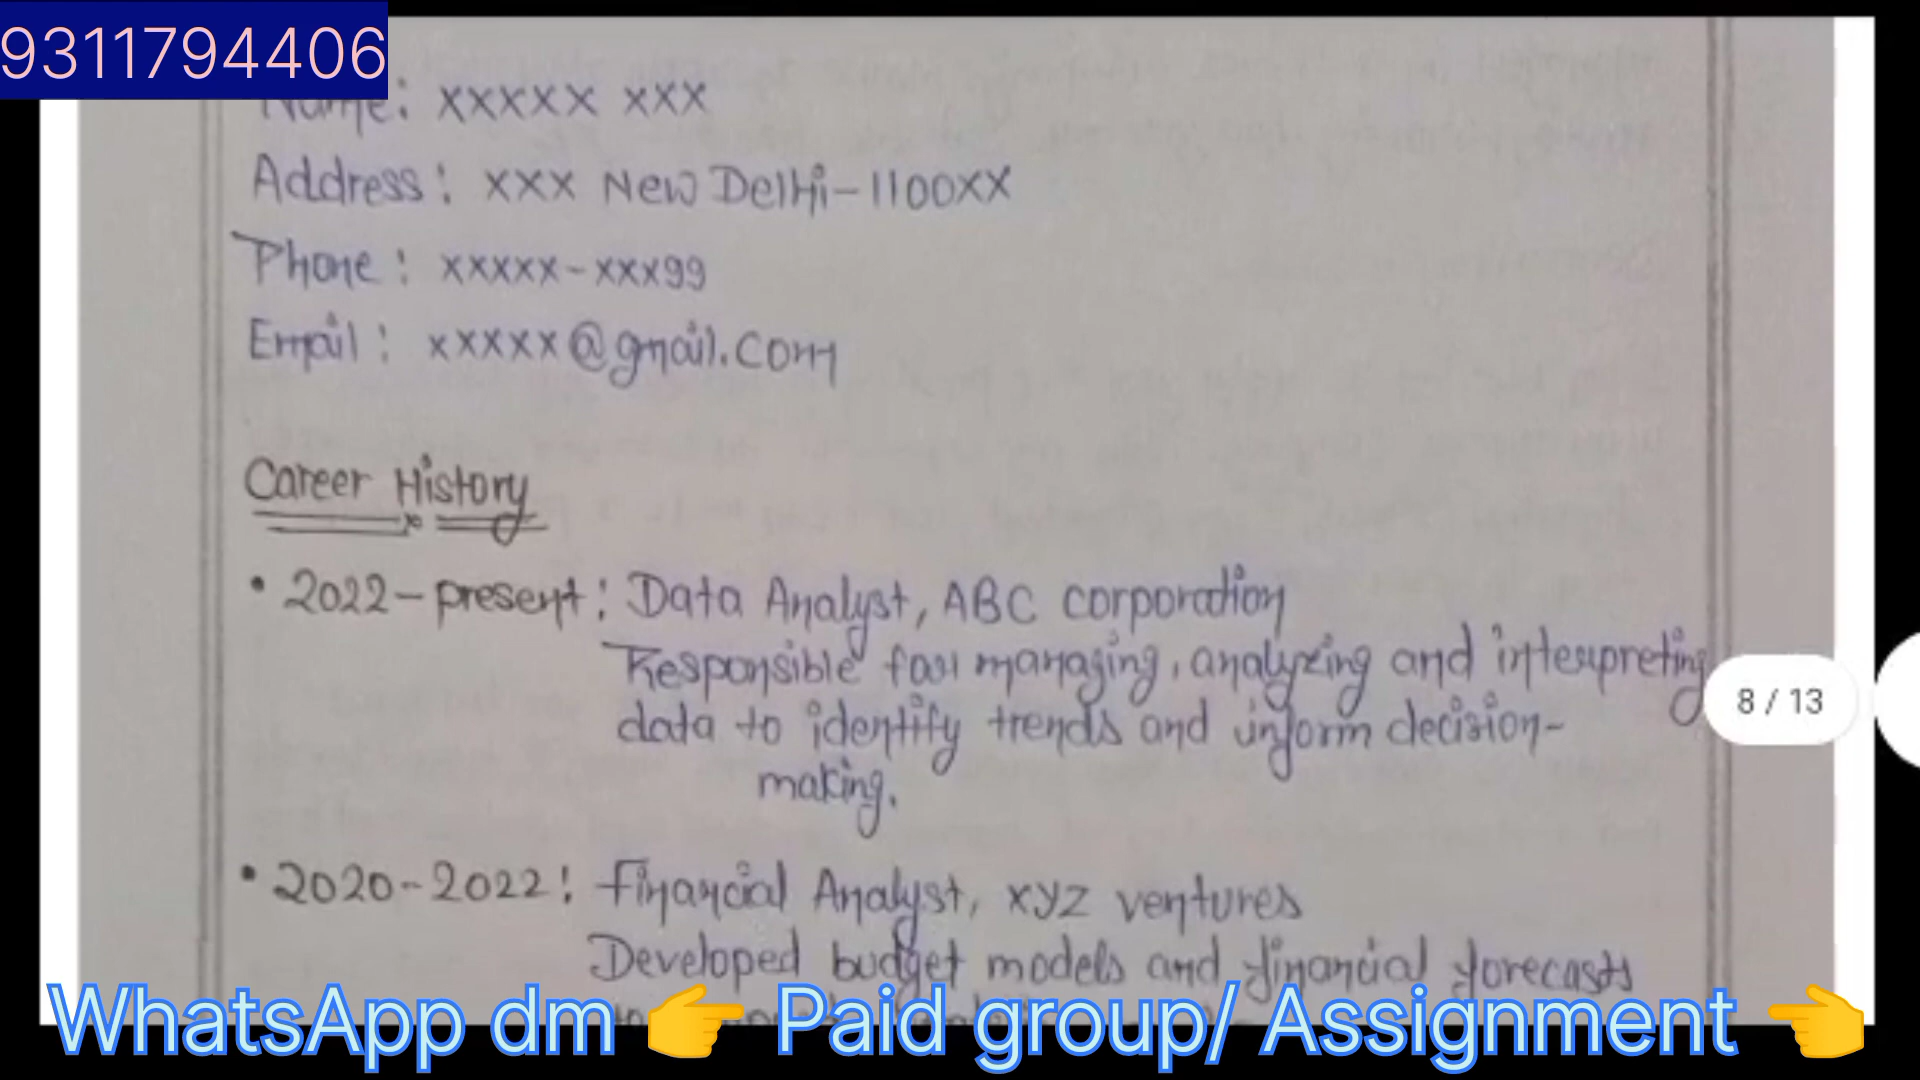 9311794406
Name: XXXXX XXX
Address: XXX New Delhi-1100XX
Phone: XXXXX-XXX99
Email: XXXXX@gmail.com
Career History
• 2022-present: Data Analyst, ABC corporation
Responsible for managing, analyzing and interpreting
data to identify trends and inform decision-
making.
8 / 13
• 2020-2022: Financial Analyst, XYZ ventures
Developed budget models and financial forecasts
WhatsApp dm 👉 Paid group/ Assignment 👈